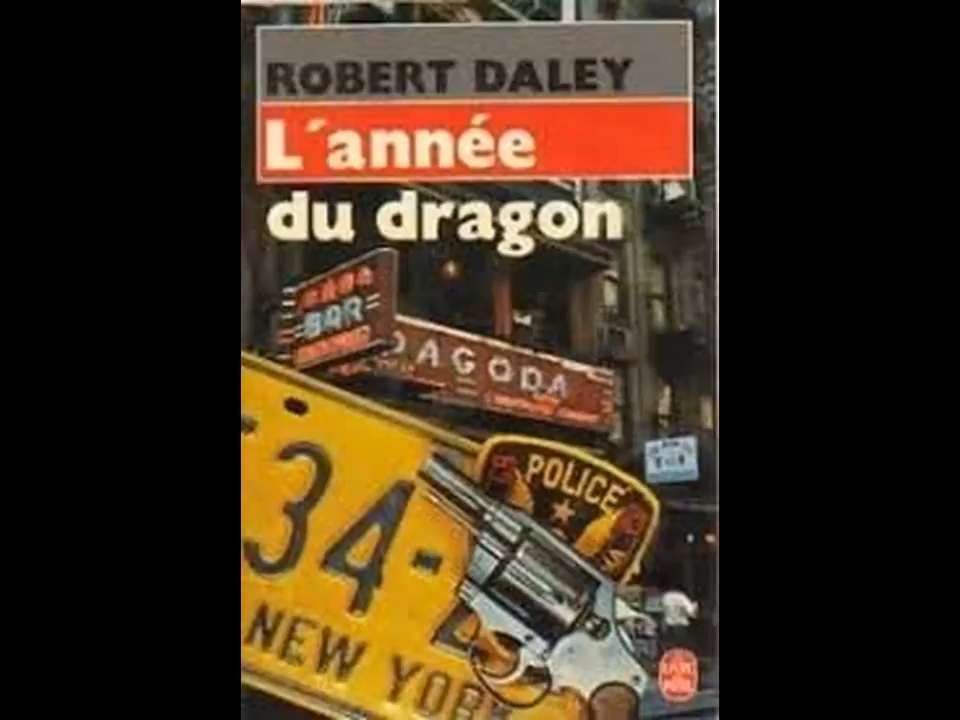 ROBERT DALEY
L'année
du dragon
BAR
PAGODA
34-
NEW YORK
POLICE